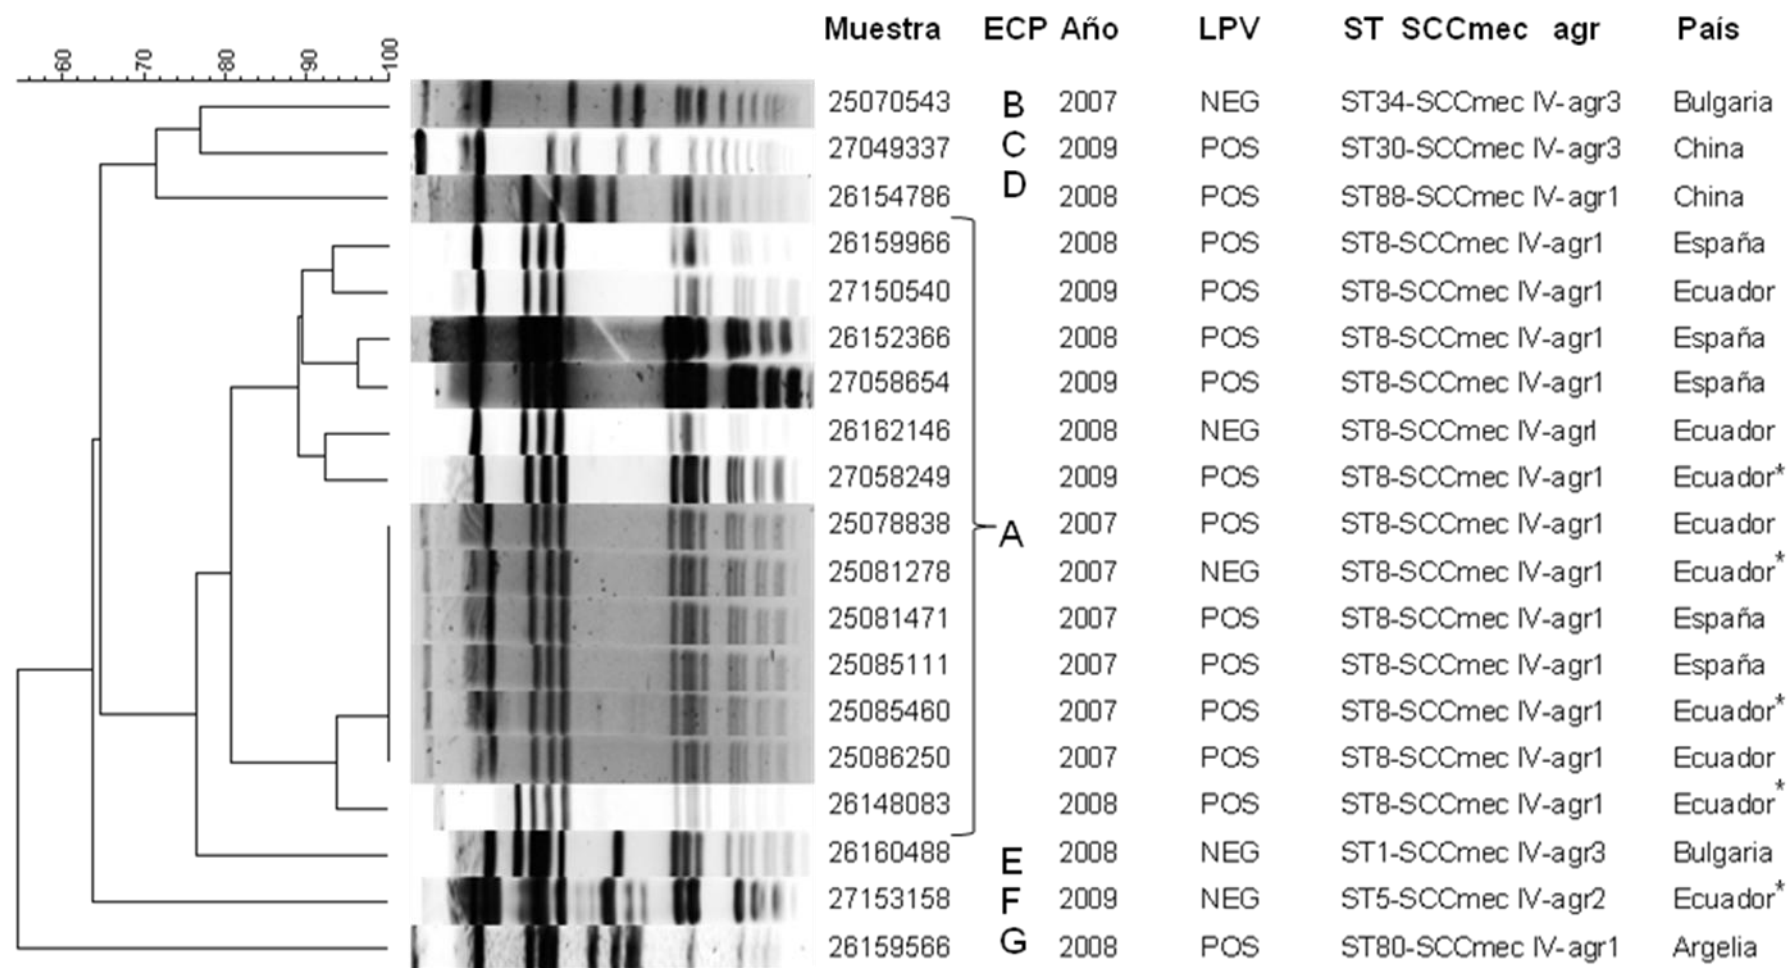 Muestra ECP Año LPV ST SCCmec agr País
60 70 80 90 100
25070543 B 2007 NEG ST34-SCCmec IV-agr3 Bulgaria
27049337 C 2009 POS ST30-SCCmec IV-agr3 China
26154786 D 2008 POS ST88-SCCmec IV-agr1 China
26159966 2008 POS ST8-SCCmec IV-agr1 España
27150540 2009 POS ST8-SCCmec IV-agr1 Ecuador
26152366 2008 POS ST8-SCCmec IV-agr1 España
27058654 2009 POS ST8-SCCmec IV-agr1 España
26162146 2008 NEG ST8-SCCmec IV-agrI Ecuador
27058249 2009 POS ST8-SCCmec IV-agr1 Ecuador*
25078838 A 2007 POS ST8-SCCmec IV-agr1 Ecuador
25081278 2007 NEG ST8-SCCmec IV-agr1 Ecuador*
25081471 2007 POS ST8-SCCmec IV-agr1 España
25085111 2007 POS ST8-SCCmec IV-agr1 España
25085460 2007 POS ST8-SCCmec IV-agr1 Ecuador*
25086250 2007 POS ST8-SCCmec IV-agr1 Ecuador
26148083 2008 POS ST8-SCCmec IV-agr1 Ecuador*
26160488 E 2008 NEG ST1-SCCmec IV-agr3 Bulgaria
27153158 F 2009 NEG ST5-SCCmec IV-agr2 Ecuador*
26159566 G 2008 POS ST80-SCCmec IV-agr1 Argelia